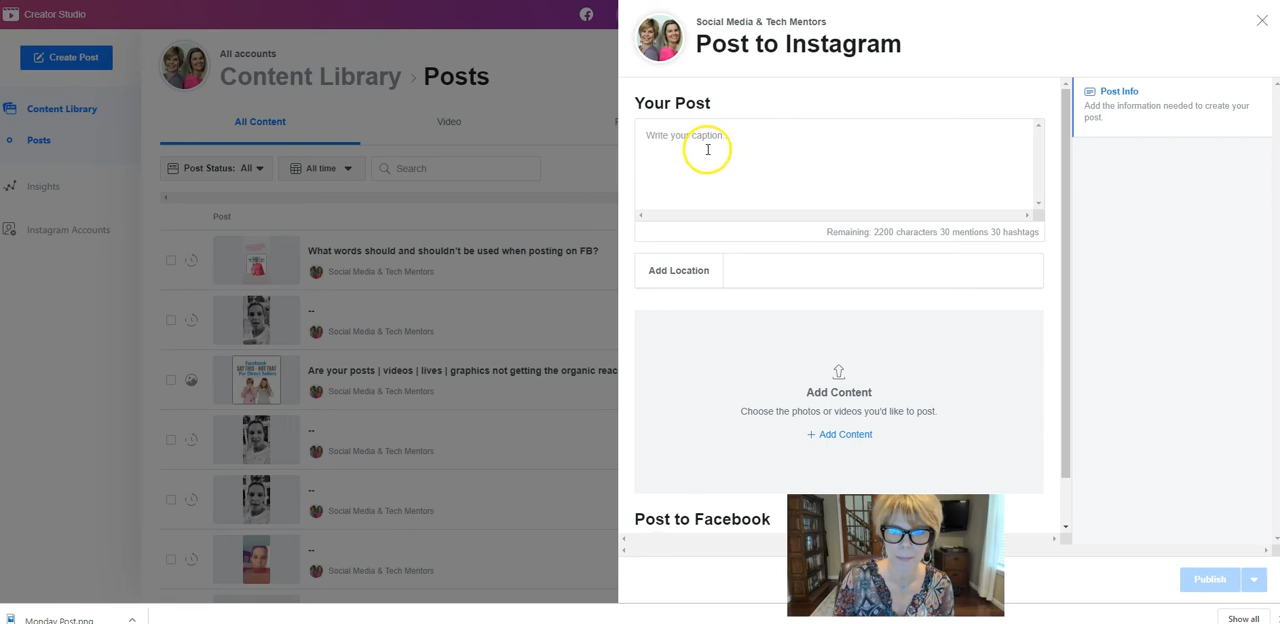 Creator Studio
Create Post
Content Library
Posts
Insights
Instagram Accounts
All accounts
Content Library › Posts
All Content
Video
Post Status: All
All time
Search
Post
What words should and shouldn't be used when posting on FB?
Social Media & Tech Mentors
--
Social Media & Tech Mentors
Are your posts | videos | lives | graphics not getting the organic reac
Social Media & Tech Mentors
--
Social Media & Tech Mentors
--
Social Media & Tech Mentors
--
Social Media & Tech Mentors
Social Media & Tech Mentors
Post to Instagram
Your Post
Write your caption
Remaining: 2200 characters 30 mentions 30 hashtags
Add Location
Add Content
Choose the photos or videos you'd like to post.
+ Add Content
Post to Facebook
Post Info
Add the information needed to create your
post.
Publish
Monday Post.png
Show all